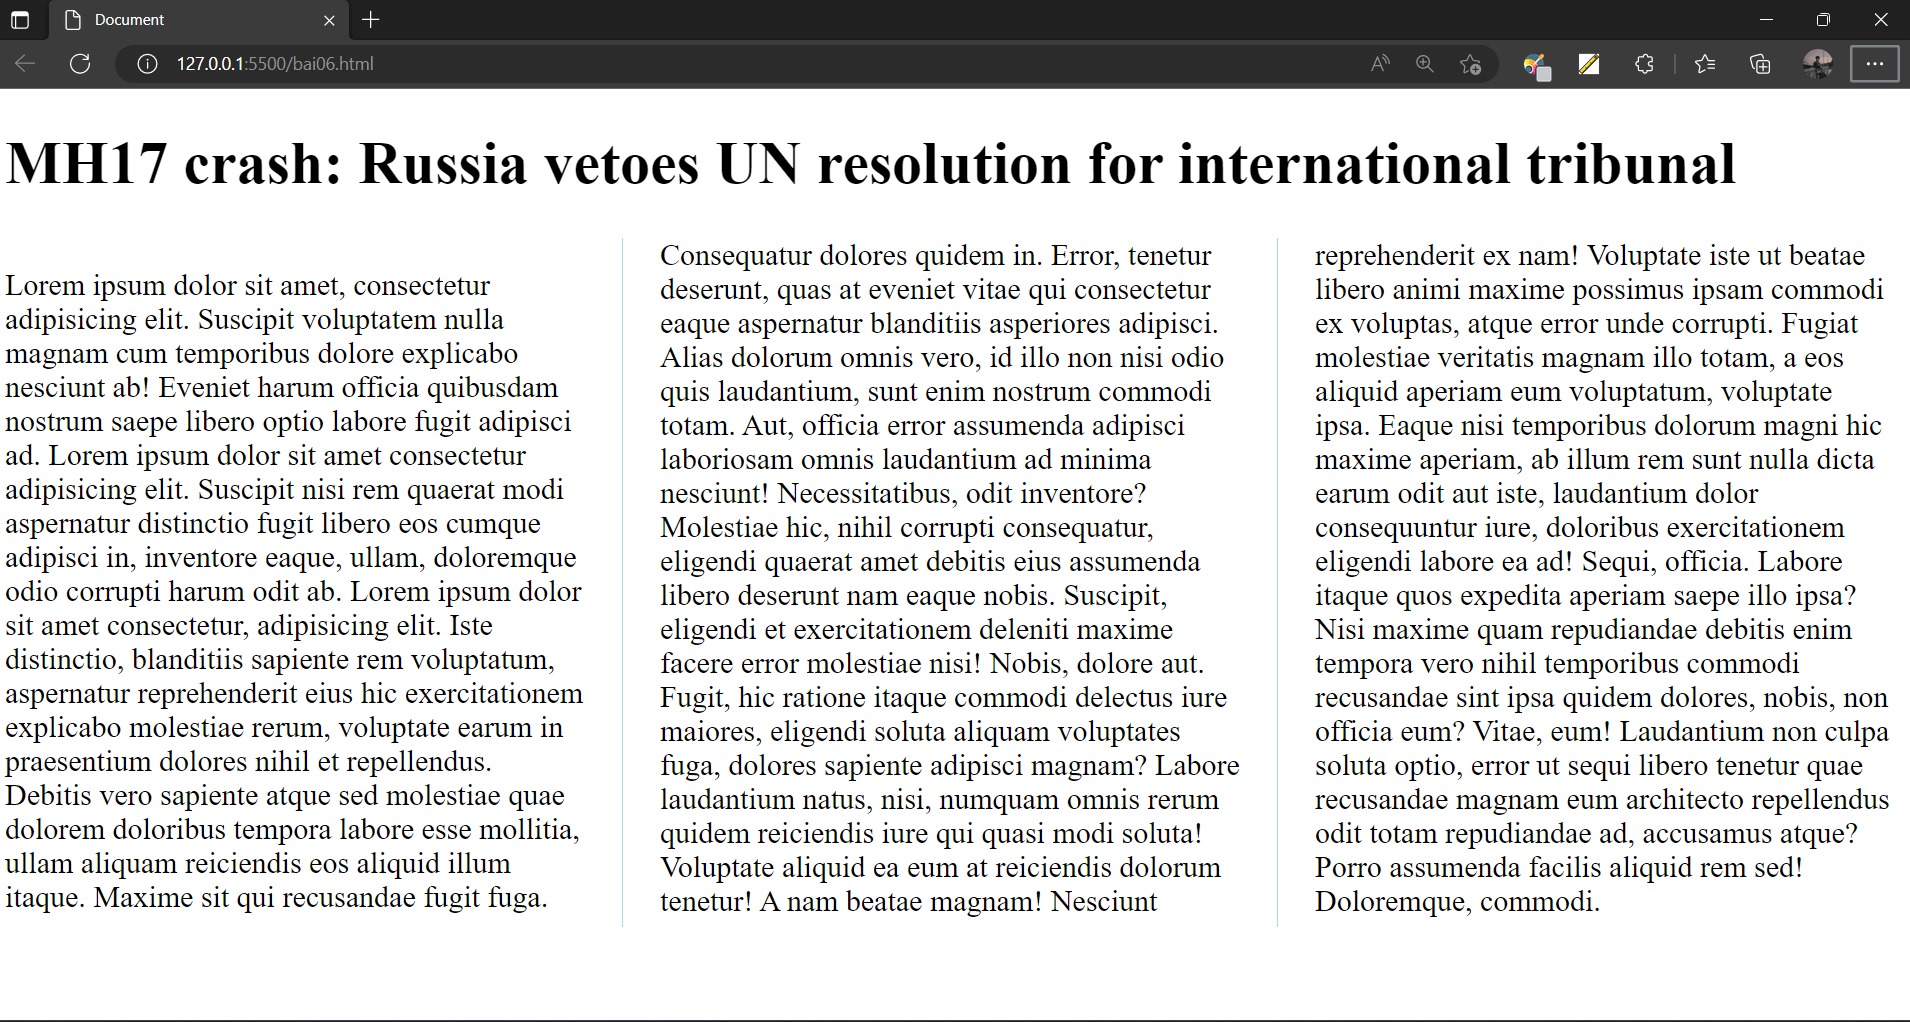 Document
127.0.0.1:5500/bai06.html
MH17 crash: Russia vetoes UN resolution for international tribunal
Lorem ipsum dolor sit amet, consectetur
adipisicing elit. Suscipit voluptatem nulla
magnam cum temporibus dolore explicabo
nesciunt ab! Eveniet harum officia quibusdam
nostrum saepe libero optio labore fugit adipisci
ad. Lorem ipsum dolor sit amet consectetur
adipisicing elit. Suscipit nisi rem quaerat modi
aspernatur distinctio fugit libero eos cumque
adipisci in, inventore eaque, ullam, doloremque
odio corrupti harum odit ab. Lorem ipsum dolor
sit amet consectetur, adipisicing elit. Iste
distinctio, blanditiis sapiente rem voluptatum,
aspernatur reprehenderit eius hic exercitationem
explicabo molestiae rerum, voluptate earum in
praesentium dolores nihil et repellendus.
Debitis vero sapiente atque sed molestiae quae
dolorem doloribus tempora labore esse mollitia,
ullam aliquam reiciendis eos aliquid illum
itaque. Maxime sit qui recusandae fugit fuga.
Consequatur dolores quidem in. Error, tenetur
deserunt, quas at eveniet vitae qui consectetur
eaque aspernatur blanditiis asperiores adipisci.
Alias dolorum omnis vero, id illo non nisi odio
quis laudantium, sunt enim nostrum commodi
totam. Aut, officia error assumenda adipisci
laboriosam omnis laudantium ad minima
nesciunt! Necessitatibus, odit inventore?
Molestiae hic, nihil corrupti consequatur,
eligendi quaerat amet debitis eius assumenda
libero deserunt nam eaque nobis. Suscipit,
eligendi et exercitationem deleniti maxime
facere error molestiae nisi! Nobis, dolore aut.
Fugit, hic ratione itaque commodi delectus iure
maiores, eligendi soluta aliquam voluptates
fuga, dolores sapiente adipisci magnam? Labore
laudantium natus, nisi, numquam omnis rerum
quidem reiciendis iure qui quasi modi soluta!
Voluptate aliquid ea eum at reiciendis dolorum
tenetur! A nam beatae magnam! Nesciunt
reprehenderit ex nam! Voluptate iste ut beatae
libero animi maxime possimus ipsam commodi
ex voluptas, atque error unde corrupti. Fugiat
molestiae veritatis magnam illo totam, a eos
aliquid aperiam eum voluptatum, voluptate
ipsa. Eaque nisi temporibus dolorum magni hic
maxime aperiam, ab illum rem sunt nulla dicta
earum odit aut iste, laudantium dolor
consequuntur iure, doloribus exercitationem
eligendi labore ea ad! Sequi, officia. Labore
itaque quos expedita aperiam saepe illo ipsa?
Nisi maxime quam repudiandae debitis enim
tempora vero nihil temporibus commodi
recusandae sint ipsa quidem dolores, nobis, non
officia eum? Vitae, eum! Laudantium non culpa
soluta optio, error ut sequi libero tenetur quae
recusandae magnam eum architecto repellendus
odit totam repudiandae ad, accusamus atque?
Porro assumenda facilis aliquid rem sed!
Doloremque, commodi.